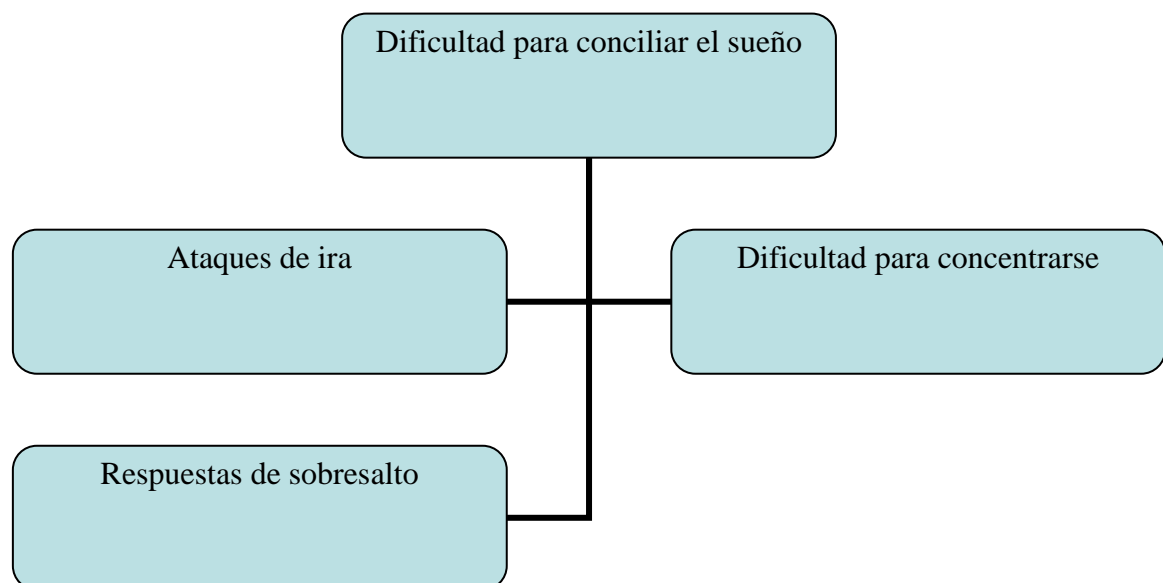 Dificultad para conciliar el sueño
Ataques de ira
Dificultad para concentrarse
Respuestas de sobresalto